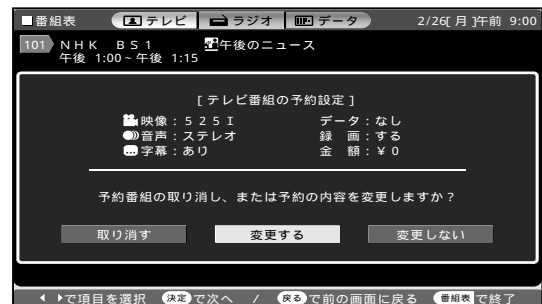 ■番組表 テレビ ラジオ データ 2/26[月]午前 9:00
101 NHK BS1 午後のニュース
午後 1:00~午後 1:15
[テレビ番組の予約設定]
映像:525I データ:なし
音声:ステレオ 録 画:する
字幕:あり 金 額:¥0
予約番組の取り消し、または予約の内容を変更しますか?
取り消す 変更する 変更しない
で項目を選択 決定で次へ / 戻るで前の画面に戻る 番組表で終了